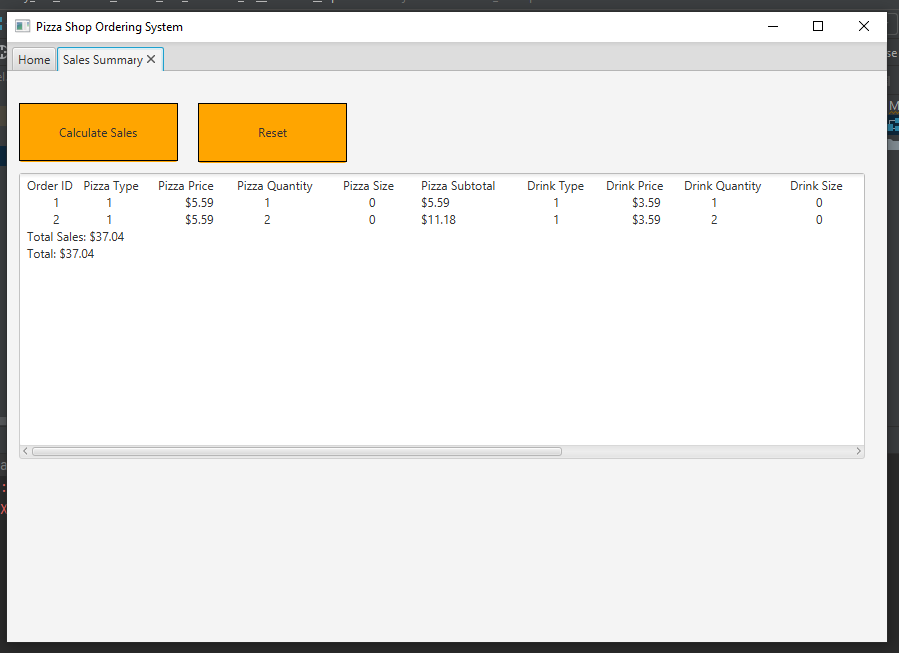 Pizza Shop Ordering System
Home Sales Summary
Calculate Sales Reset
Order ID Pizza Type Pizza Price Pizza Quantity Pizza Size Pizza Subtotal Drink Type Drink Price Drink Quantity Drink Size
1 1 $5.59 1 0 $5.59 1 $3.59 1 0
2 1 $5.59 2 0 $11.18 1 $3.59 2 0
Total Sales: $37.04
Total: $37.04